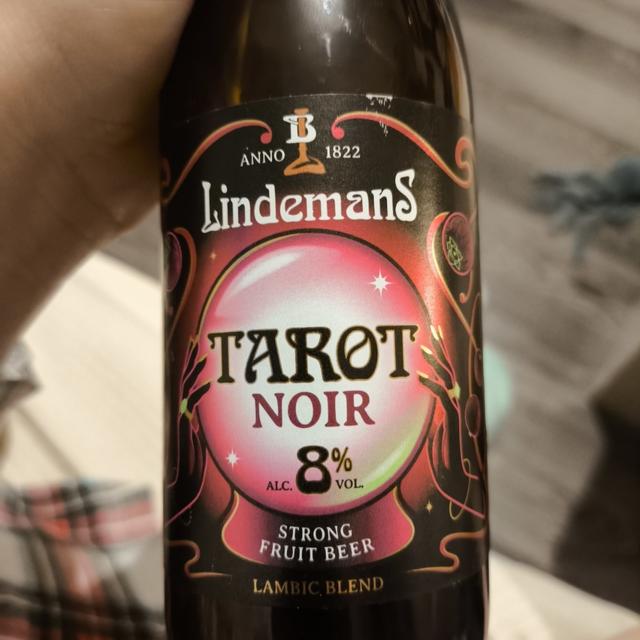 B
ANNO 1822
Lindemans
TAROT
NOIR
ALC. 8% VOL.
STRONG
FRUIT BEER
LAMBIC BLEND